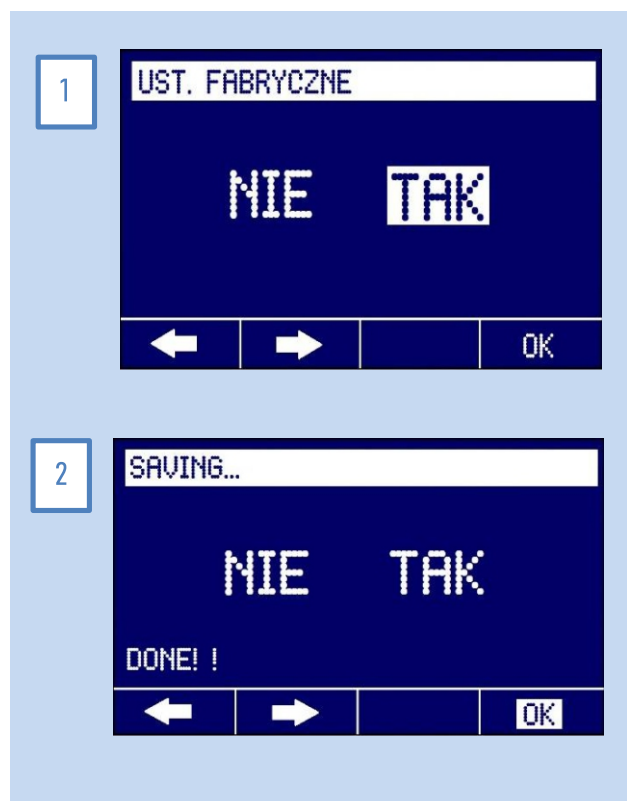 1
UST. FABRYCZNE
NIE TAK
OK
2
SAVING...
NIE TAK
DONE! !
OK